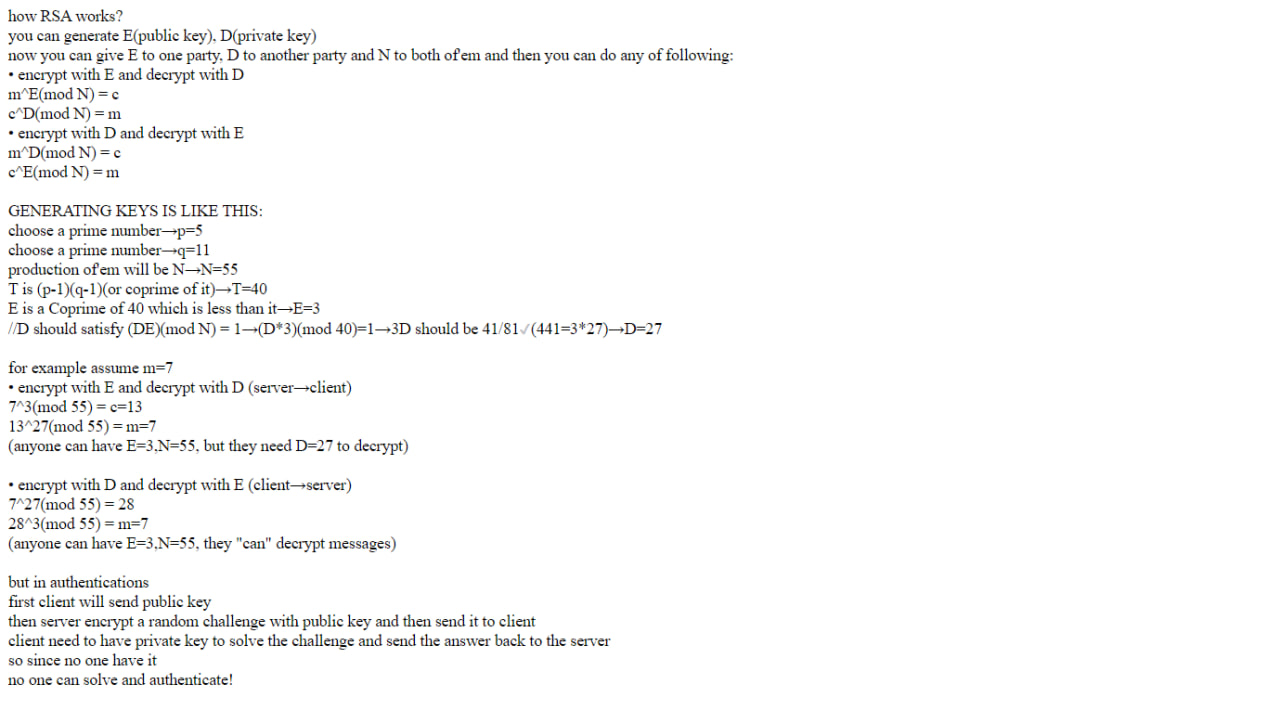 how RSA works?
you can generate E(public key), D(private key)
now you can give E to one party, D to another party and N to both of'em and then you can do any of following:
• encrypt with E and decrypt with D
m^E(mod N) = c
c^D(mod N) = m
• encrypt with D and decrypt with E
m^D(mod N) = c
c^E(mod N) = m
GENERATING KEYS IS LIKE THIS:
choose a prime number→p=5
choose a prime number→q=11
production of'em will be N→N=55
T is (p-1)(q-1)(or coprime of it)→T=40
E is a Coprime of 40 which is less than it→E=3
//D should satisfy (DE)(mod N) = 1→(D*3)(mod 40)=1→3D should be 41/81✓(441=3*27)→D=27
for example assume m=7
• encrypt with E and decrypt with D (server→client)
7^3(mod 55) = c=13
13^27(mod 55) = m=7
(anyone can have E=3,N=55, but they need D=27 to decrypt)
• encrypt with D and decrypt with E (client→server)
7^27(mod 55) = 28
28^3(mod 55) = m=7
(anyone can have E=3,N=55, they "can" decrypt messages)
but in authentications
first client will send public key
then server encrypt a random challenge with public key and then send it to client
client need to have private key to solve the challenge and send the answer back to the server
so since no one have it
no one can solve and authenticate!